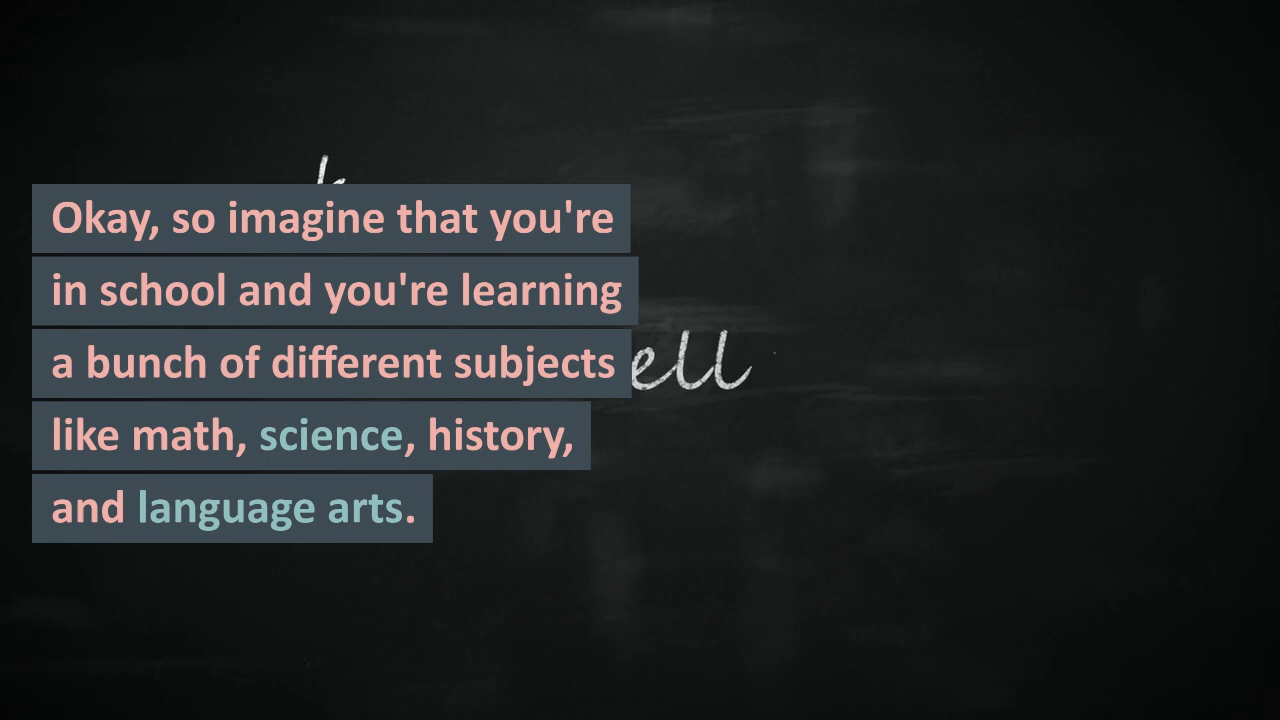 Okay, so imagine that you're
in school and you're learning
a bunch of different subjects
like math, science, history,
and language arts.